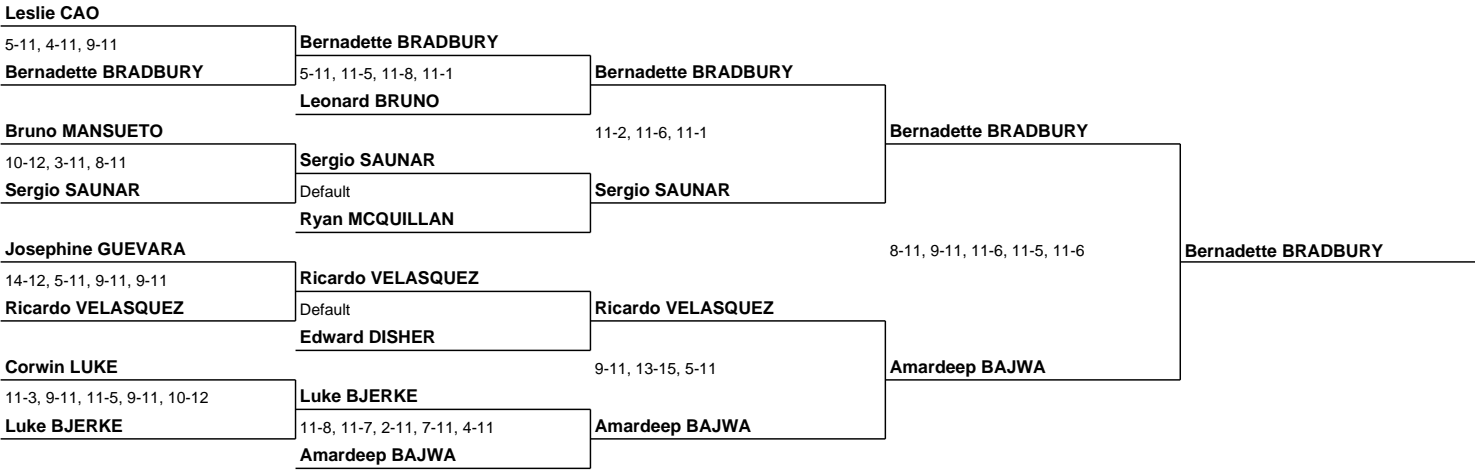 Leslie CAO
5-11, 4-11, 9-11
Bernadette BRADBURY
Bruno MANSUETO
10-12, 3-11, 8-11
Sergio SAUNAR
Josephine GUEVARA
14-12, 5-11, 9-11, 9-11
Ricardo VELASQUEZ
Corwin LUKE
11-3, 9-11, 11-5, 9-11, 10-12
Luke BJERKE
Bernadette BRADBURY
5-11, 11-5, 11-8, 11-1
Leonard BRUNO
Sergio SAUNAR
Default
Ryan MCQUILLAN
Ricardo VELASQUEZ
Default
Edward DISHER
Luke BJERKE
11-8, 11-7, 2-11, 7-11, 4-11
Amardeep BAJWA
Bernadette BRADBURY
11-2, 11-6, 11-1
Sergio SAUNAR
Ricardo VELASQUEZ
9-11, 13-15, 5-11
Amardeep BAJWA
Bernadette BRADBURY
8-11, 9-11, 11-6, 11-5, 11-6
Amardeep BAJWA
Bernadette BRADBURY